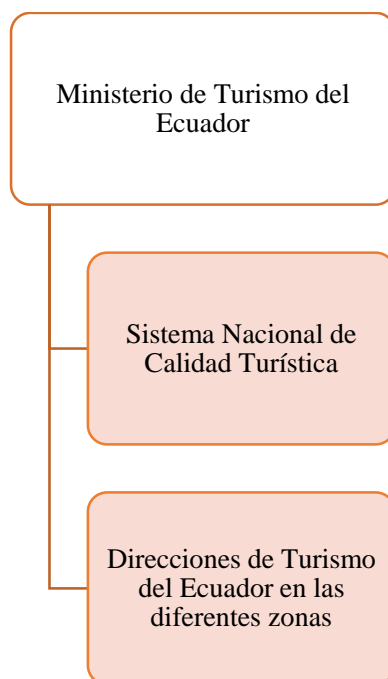 Ministerio de Turismo del
Ecuador
Sistema Nacional de
Calidad Turística
Direcciones de Turismo
del Ecuador en las
diferentes zonas